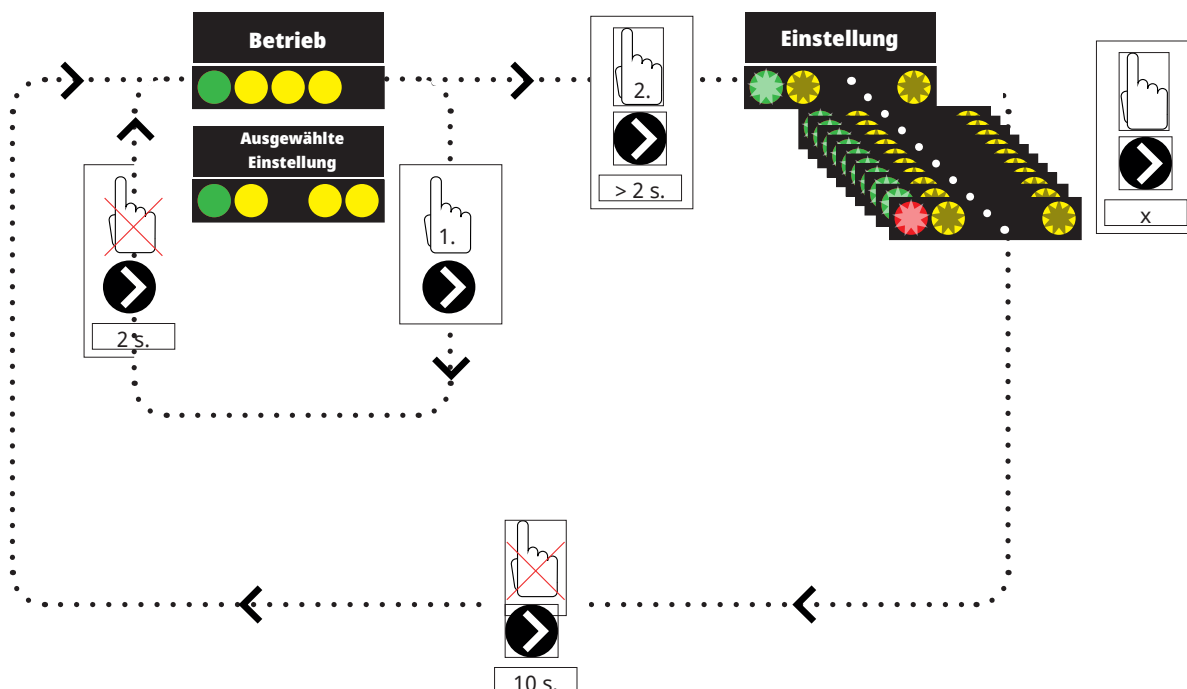 Betrieb
Ausgewählte
Einstellung
2 s.
1.
2.
> 2 s.
Einstellung
x
10 s.